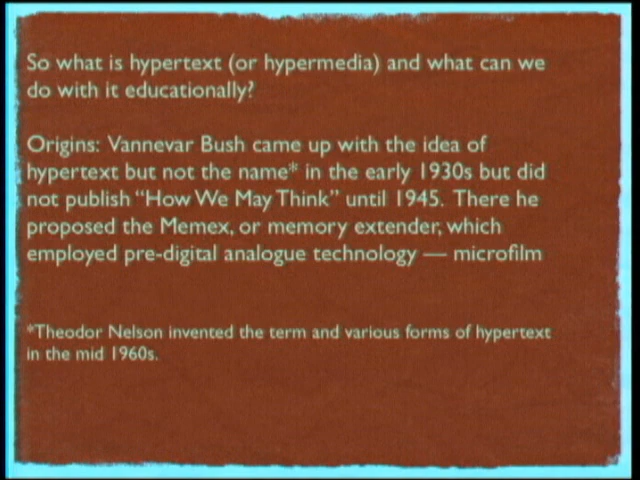 So what is hypertext (or hypermedia) and what can we
do with it educationally?
Origins: Vannevar Bush came up with the idea of
hypertext but not the name* in the early 1930s but did
not publish “How We May Think” until 1945. There he
proposed the Memex, or memory extender, which
employed pre-digital analogue technology — microfilm
*Theodor Nelson invented the term and various forms of hypertext
in the mid 1960s.